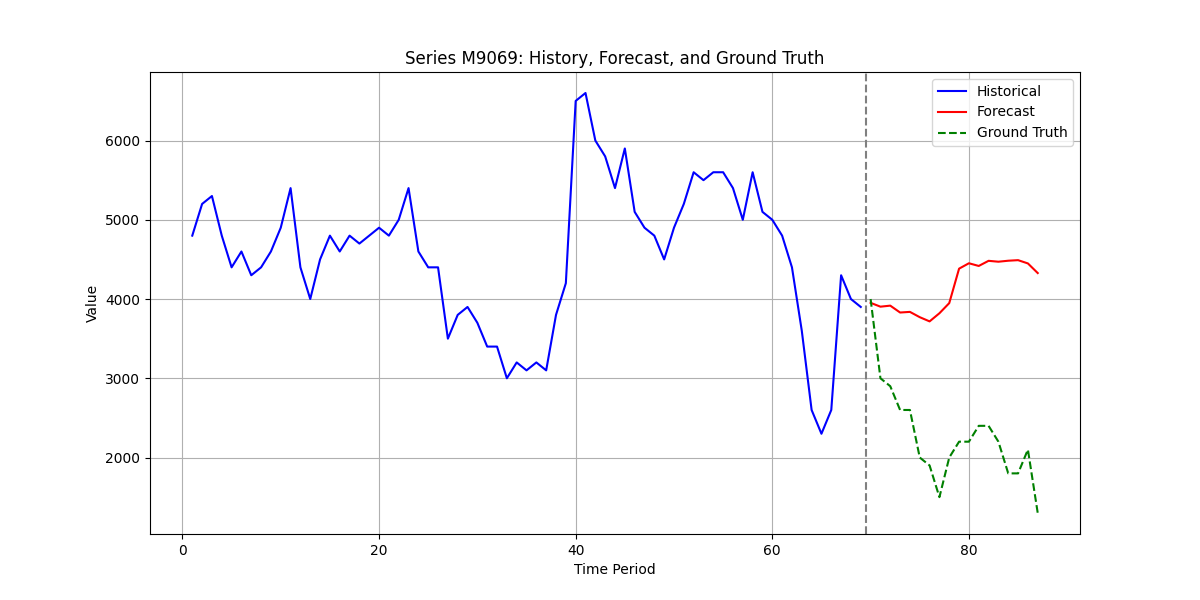 Series M9069: History, Forecast, and Ground Truth
Historical
Forecast
Ground Truth
Value
6000
5000
4000
3000
2000
0 20 40 60 80
Time Period